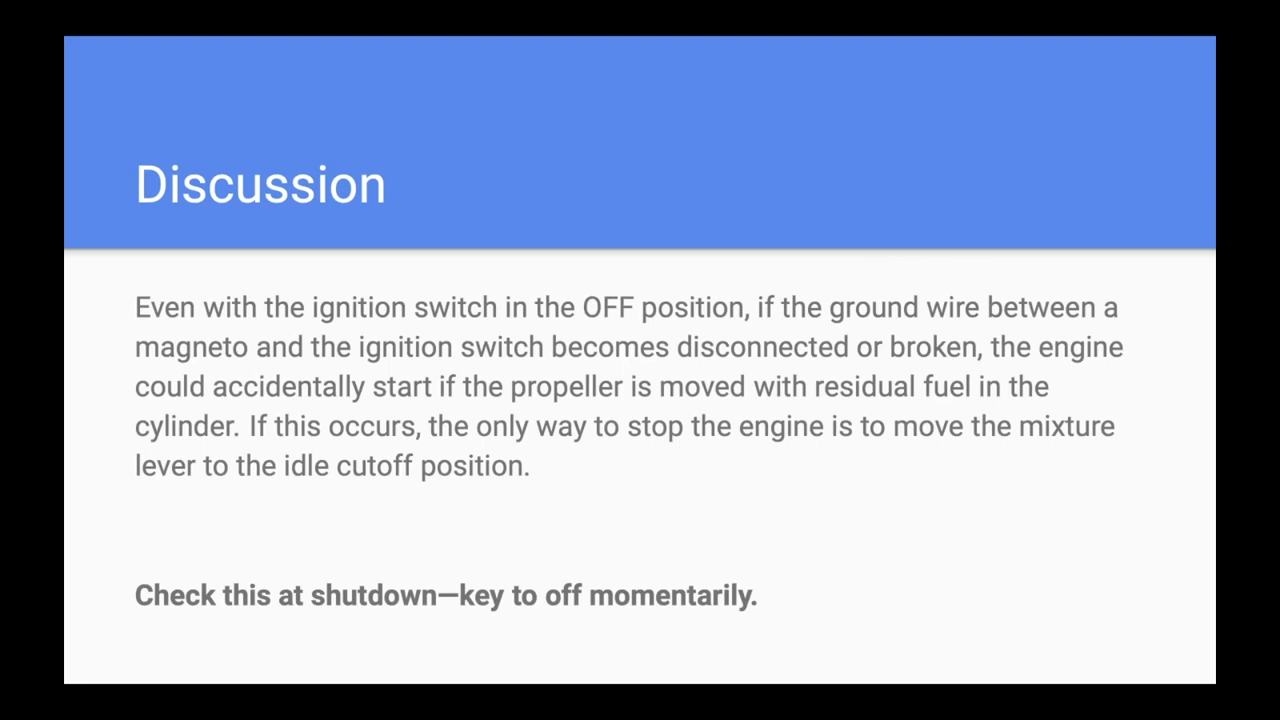 Discussion
Even with the ignition switch in the OFF position, if the ground wire between a
magneto and the ignition switch becomes disconnected or broken, the engine
could accidentally start if the propeller is moved with residual fuel in the
cylinder. If this occurs, the only way to stop the engine is to move the mixture
lever to the idle cutoff position.
Check this at shutdown—key to off momentarily.